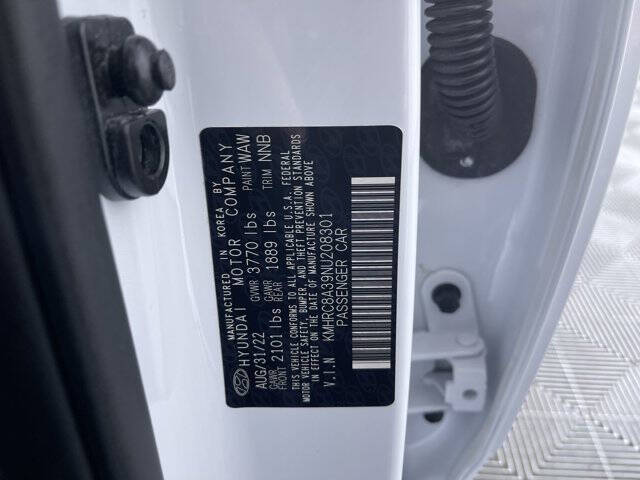 MANUFACTURED IN KOREA BY
HYUNDAI MOTOR COMPANY
AUG/31/22 GVWR 3770 lbs PAINT WAW
GAWR FRONT 2101 lbs GAWR REAR 1889 lbs TRIM NNB
THIS VEHICLE CONFORMS TO ALL APPLICABLE U.S.A. FEDERAL
MOTOR VEHICLE SAFETY, BUMPER, AND THEFT PREVENTION STANDARDS
IN EFFECT ON THE DATE OF MANUFACTURE SHOWN ABOVE
V.I.N KMHRC8A39NU208301
PASSENGER CAR